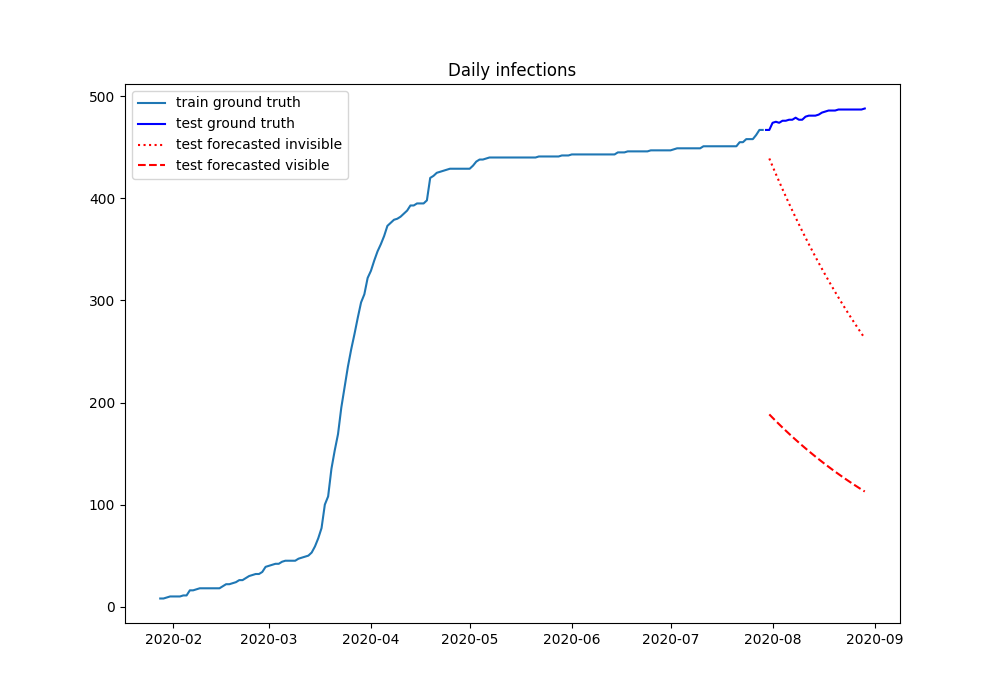 Daily infections
train ground truth
test ground truth
test forecasted invisible
test forecasted visible
500
400
300
200
100
0
2020-02 2020-03 2020-04 2020-05 2020-06 2020-07 2020-08 2020-09